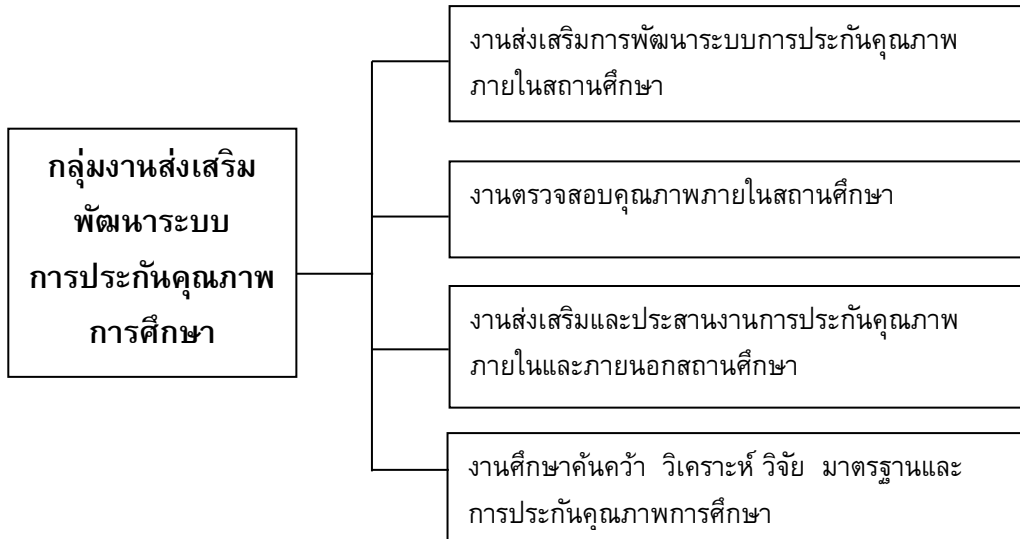 กลุ่มงานส่งเสริม
พัฒนาระบบ
การประกันคุณภาพ
การศึกษา
งานส่งเสริมการพัฒนาระบบการประกันคุณภาพ
ภายในสถานศึกษา
งานตรวจสอบคุณภาพภายในสถานศึกษา
งานส่งเสริมและประสานงานการประกันคุณภาพ
ภายในและภายนอกสถานศึกษา
งานศึกษาค้นคว้า วิเคราะห์ วิจัย มาตรฐานและ
การประกันคุณภาพการศึกษา